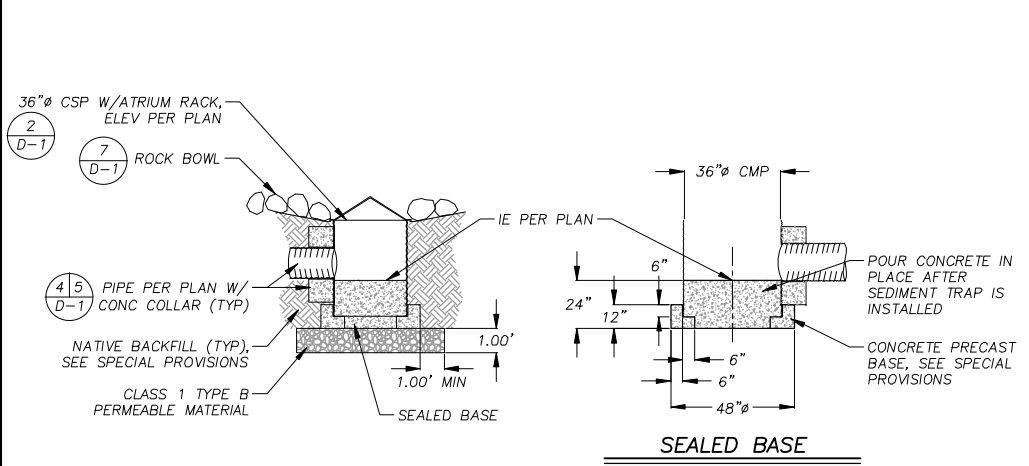 36"ø CSP W/ATRIUM RACK,
ELEV PER PLAN
2
D-1
7
D-1
ROCK BOWL
36"ø CMP
IE PER PLAN
6"
24"
12"
POUR CONCRETE IN
PLACE AFTER
SEDIMENT TRAP IS
INSTALLED
4 5
D-1
PIPE PER PLAN W/
CONC COLLAR (TYP)
NATIVE BACKFILL (TYP),
SEE SPECIAL PROVISIONS
1.00'
1.00' MIN
CLASS 1 TYPE B
PERMEABLE MATERIAL
SEALED BASE
6"
6"
48"ø
CONCRETE PRECAST
BASE, SEE SPECIAL
PROVISIONS
SEALED BASE